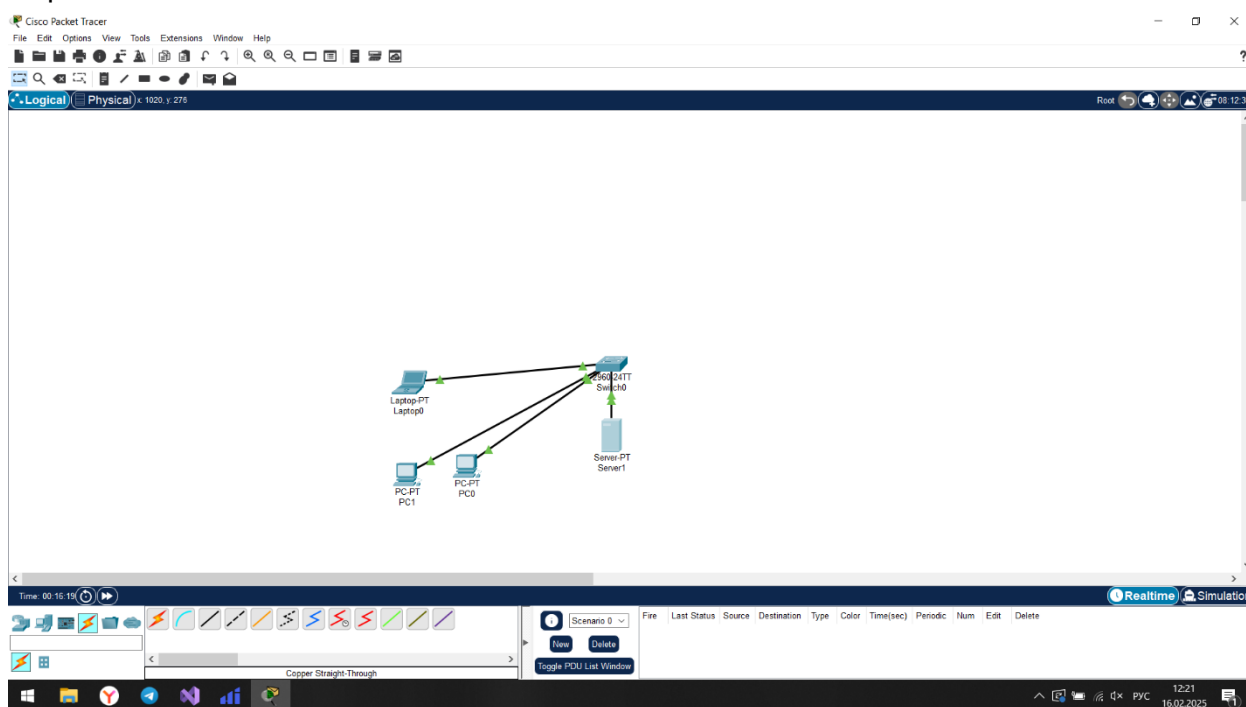 Cisco Packet Tracer
File Edit Options View Tools Extensions Window Help
?
Logical Physical x: 1020, y: 276 Root 08:12:3
Laptop-PT
Laptop0
2960-24TT
Switch0
Server-PT
Server1
PC-PT
PC0
PC-PT
PC1
Time: 00:16:19 Realtime Simulation
Scenario 0 Fire Last Status Source Destination Type Color Time(sec) Periodic Num Edit Delete
New Delete
Toggle PDU List Window
Copper Straight-Through
РУС 12:21
16.02.2025